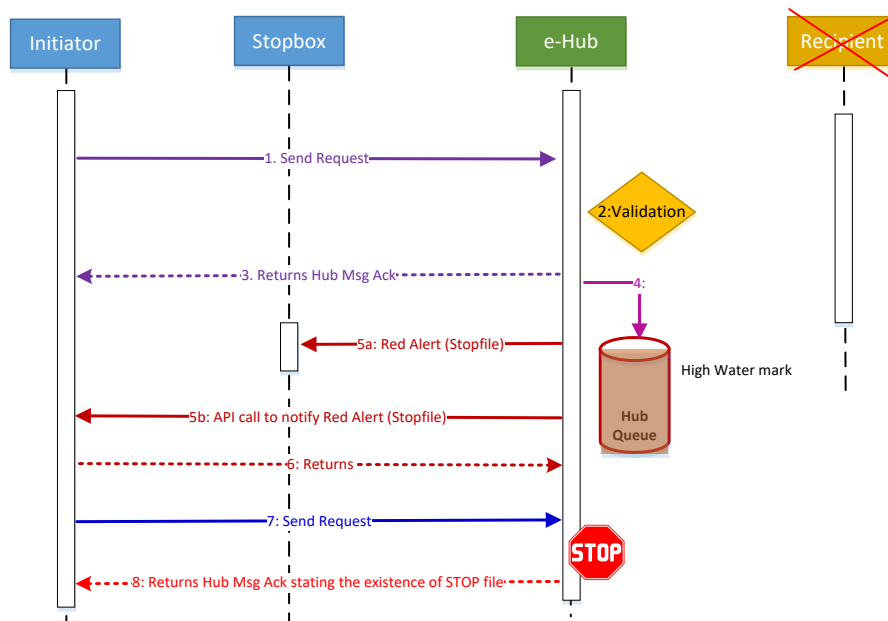 Initiator
Stopbox
e-Hub
Recipient
1. Send Request
2:Validation
3. Returns Hub Msg Ack
4:
5a: Red Alert (Stopfile)
High Water mark
5b: API call to notify Red Alert (Stopfile)
Hub
Queue
6: Returns
7: Send Request
STOP
8: Returns Hub Msg Ack stating the existence of STOP file